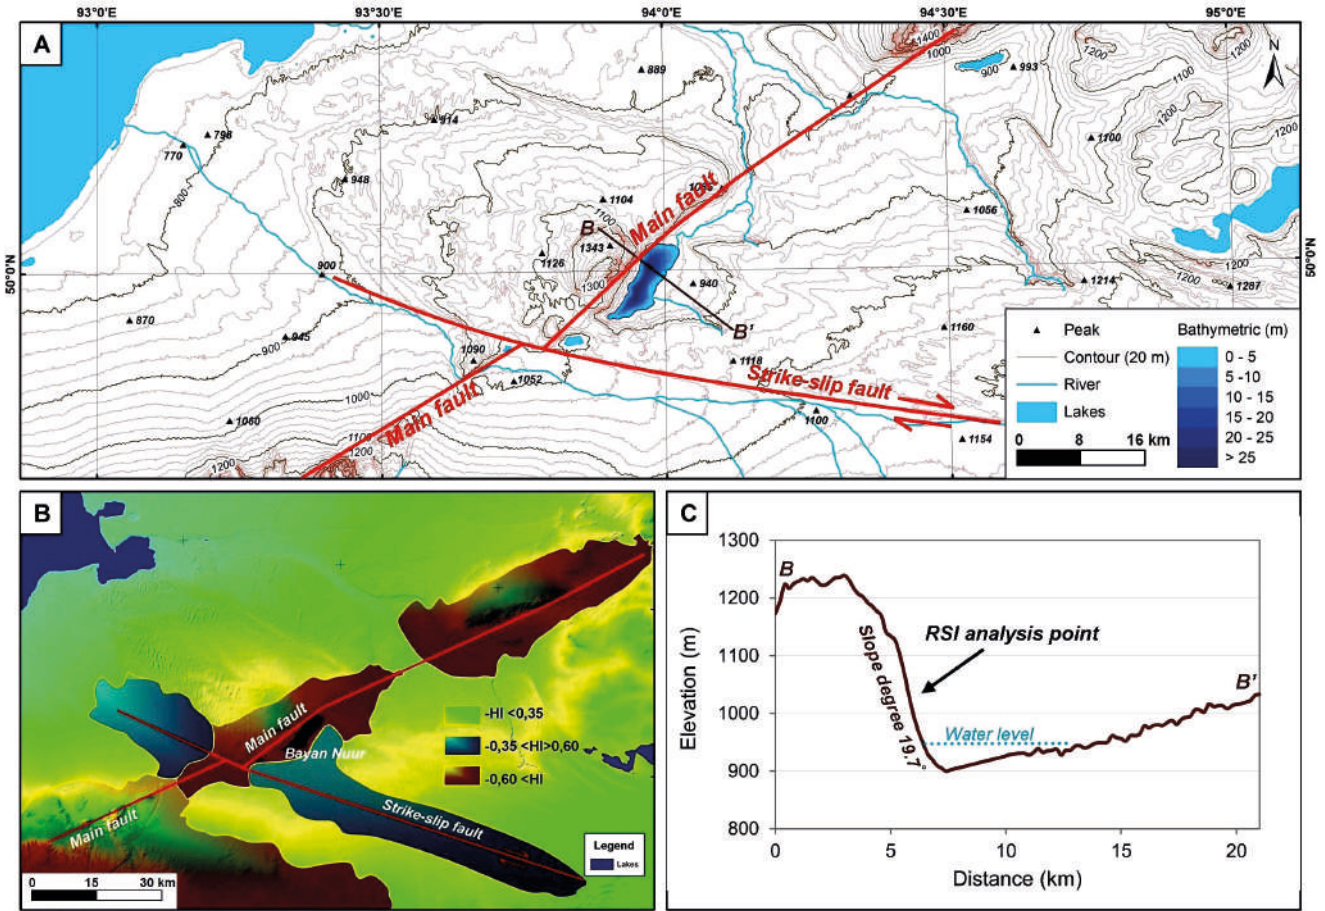 93°0'E
93°30'E
94°0'E
94°30'E
95°0'E
A
N
50°0'N
50°0'N
889
1400
1000
900
993
1200
1200
1100
1200
1100
1200
1200
914
798
770
800
948
1104
1100
B
1343
1126
1300
Main fault
1056
940
B'
900
870
945
900
1090
1052
1118
1160
1214
1200
1287
Strike-slip fault
Main fault
1060
1000
1100
1200
1200
1100
1154
Peak
Contour (20 m)
River
Lakes
0 8 16 km
Bathymetric (m)
0 - 5
5 -10
10 - 15
15 - 20
20 - 25
> 25
B
Main fault
Bayan Nuur
Strike-slip fault
Main fault
-HI <0,35
-0,35 <HI>0,60
-0,60 <HI
Legend
Lakes
0 15 30 km
C
Elevation (m)
1300
1200
1100
1000
900
800
B
RSI analysis point
Slope degree 19.7°
Water level
B'
0 5 10 15 20
Distance (km)